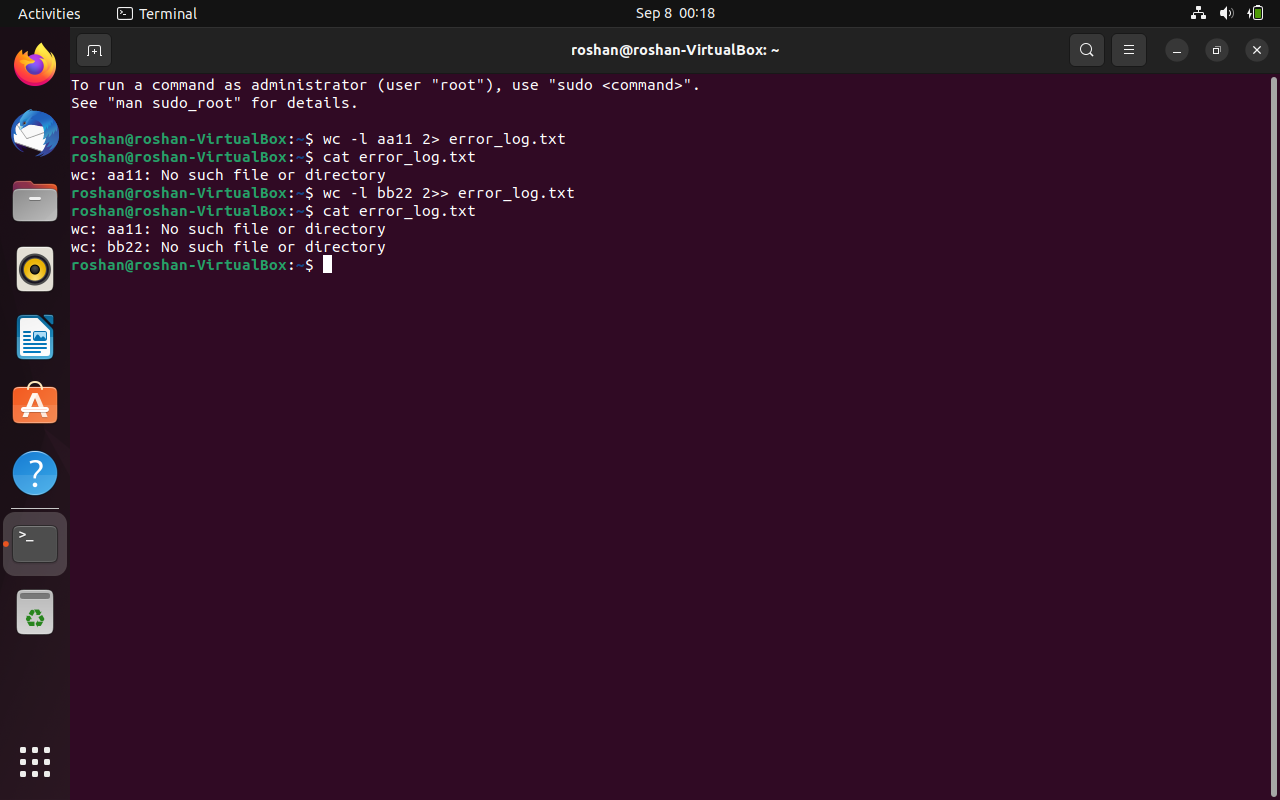 Activities
Terminal
Sep 8 00:18
roshan@roshan-VirtualBox: ~
To run a command as administrator (user "root"), use "sudo <command>".
See "man sudo_root" for details.
roshan@roshan-VirtualBox:~$ wc -l aa11 2> error_log.txt
roshan@roshan-VirtualBox:~$ cat error_log.txt
wc: aa11: No such file or directory
roshan@roshan-VirtualBox:~$ wc -l bb22 2>> error_log.txt
roshan@roshan-VirtualBox:~$ cat error_log.txt
wc: aa11: No such file or directory
wc: bb22: No such file or directory
roshan@roshan-VirtualBox:~$